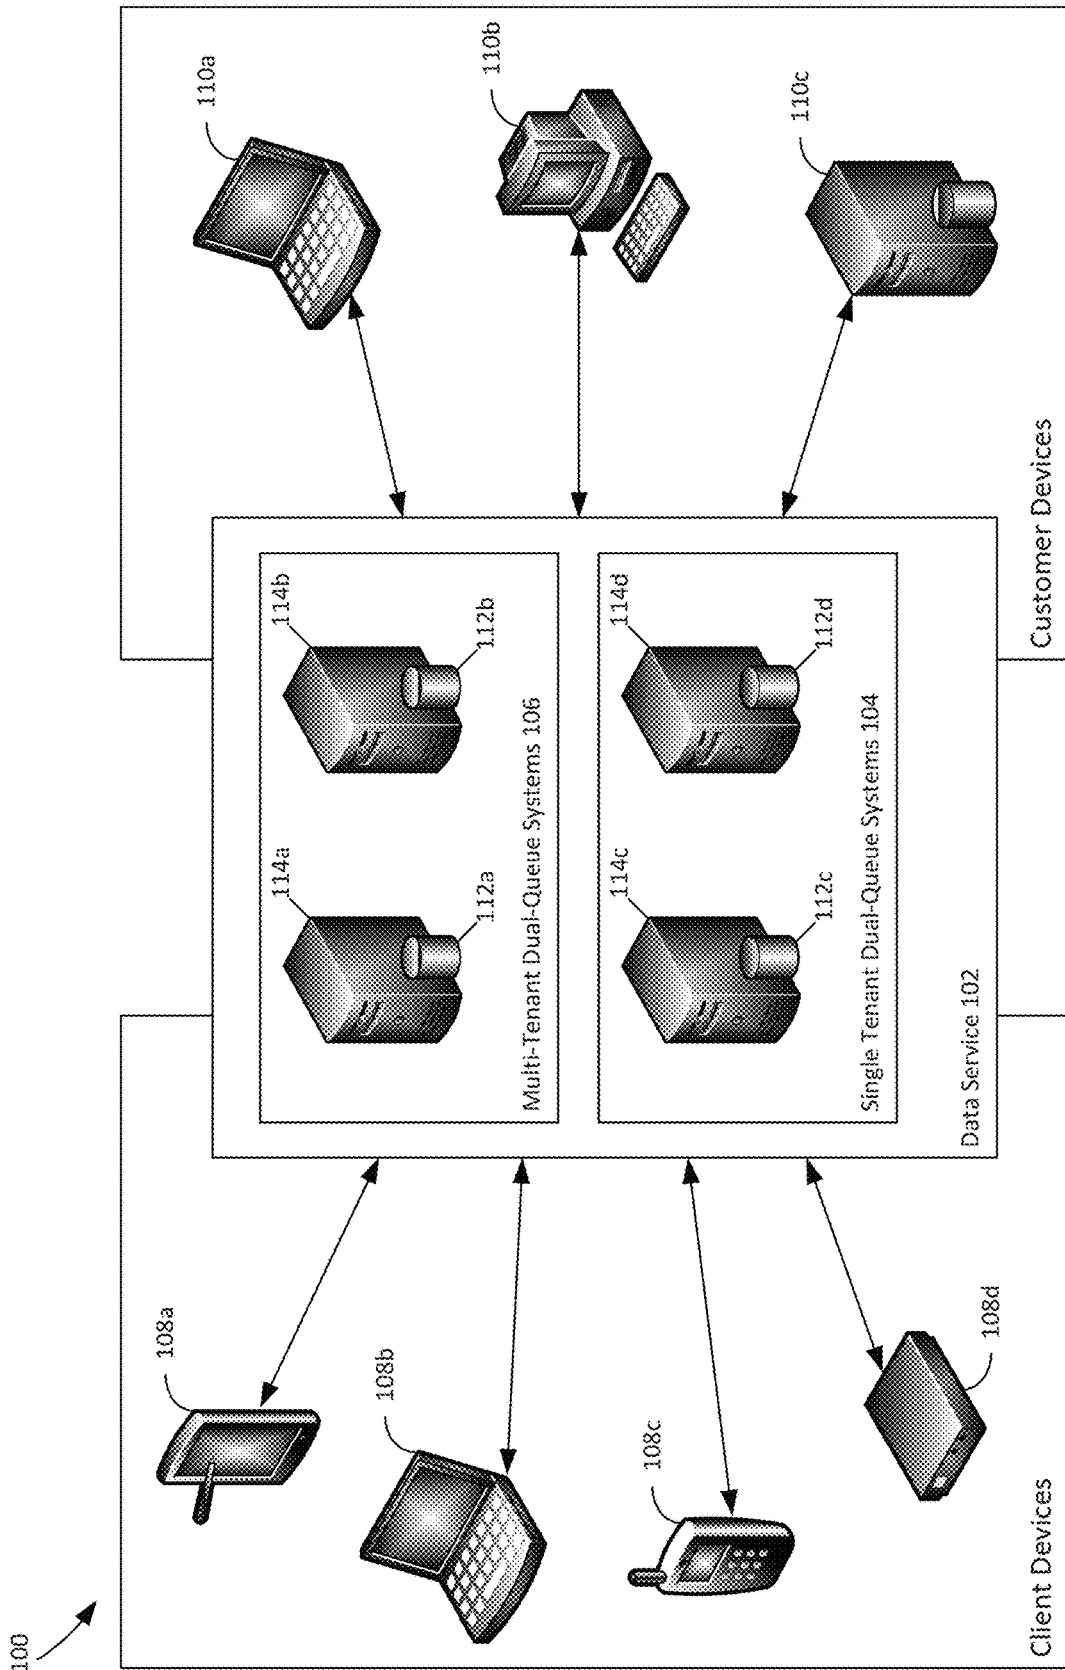 100
Client Devices
108a
108b
108c
108d
Data Service 102
Multi-Tenant Dual-Queue Systems 106
114a
112a
114b
112b
Single Tenant Dual-Queue Systems 104
114c
112c
114d
112d
Customer Devices
110a
110b
110c